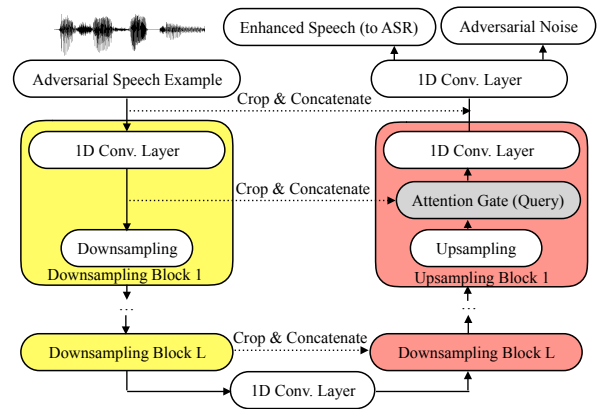 Enhanced Speech (to ASR)
Adversarial Noise
Adversarial Speech Example
1D Conv. Layer
Crop & Concatenate
1D Conv. Layer
1D Conv. Layer
Crop & Concatenate
Attention Gate (Query)
Downsampling
Upsampling
Downsampling Block 1
Upsampling Block 1
...
...
Crop & Concatenate
Downsampling Block L
Downsampling Block L
1D Conv. Layer